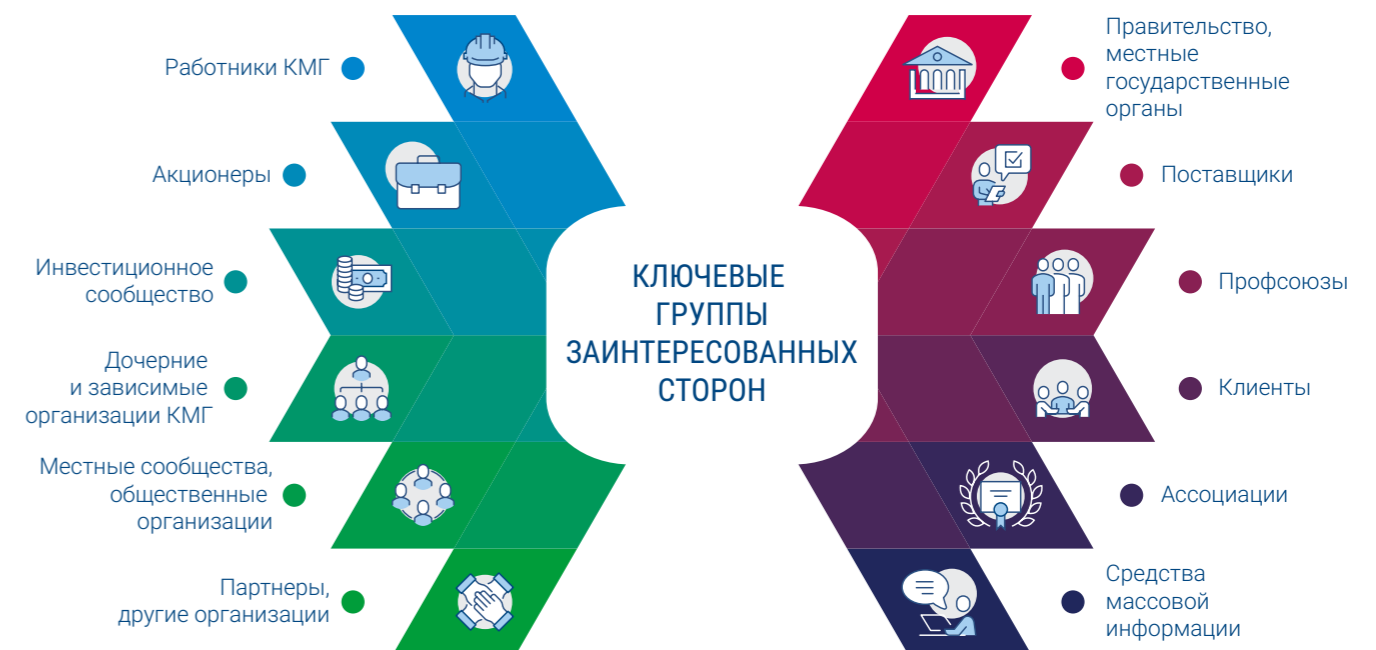 Работники КМГ
Акционеры
Инвестиционное
сообщество
Дочерние
и зависимые
организации КМГ
Местные сообщества,
общественные
организации
Партнеры,
другие организации
КЛЮЧЕВЫЕ
ГРУППЫ
ЗАИНТЕРЕСОВАННЫХ
СТОРОН
Правительство,
местные
государственные
органы
Поставщики
Профсоюзы
Клиенты
Ассоциации
Средства
массовой
информации